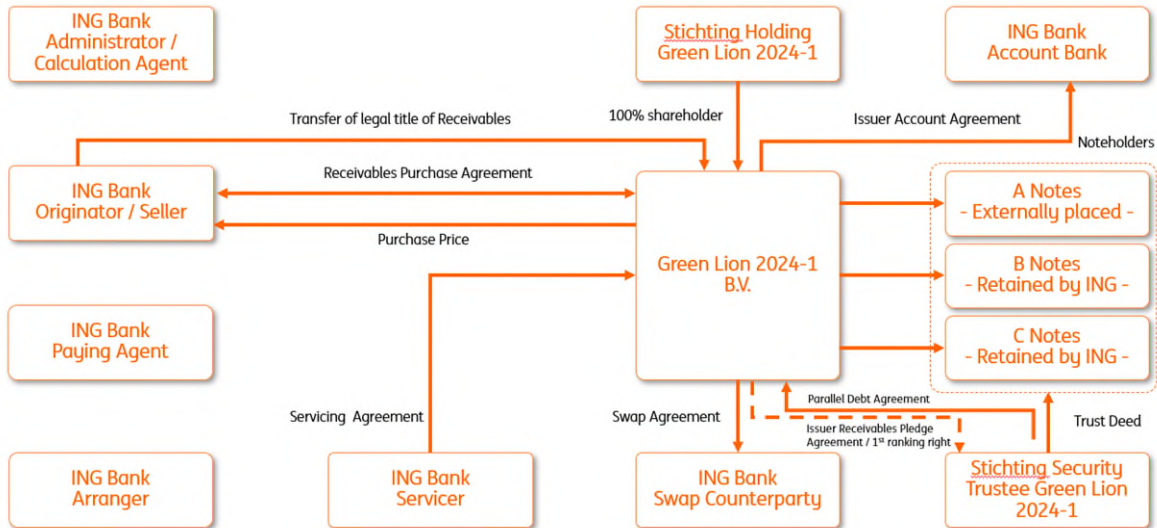 ING Bank
Administrator /
Calculation Agent
Stichting Holding
Green Lion 2024-1
ING Bank
Account Bank
Transfer of legal title of Receivables
100% shareholder
Issuer Account Agreement
Noteholders
ING Bank
Originator / Seller
Receivables Purchase Agreement
Purchase Price
Green Lion 2024-1
B.V.
A Notes
- Externally placed -
B Notes
- Retained by ING -
C Notes
- Retained by ING -
ING Bank
Paying Agent
Servicing Agreement
Swap Agreement
Parallel Debt Agreement
Issuer Receivables Pledge
Agreement / 1st ranking right
Trust Deed
ING Bank
Arranger
ING Bank
Servicer
ING Bank
Swap Counterparty
Stichting Security
Trustee Green Lion
2024-1